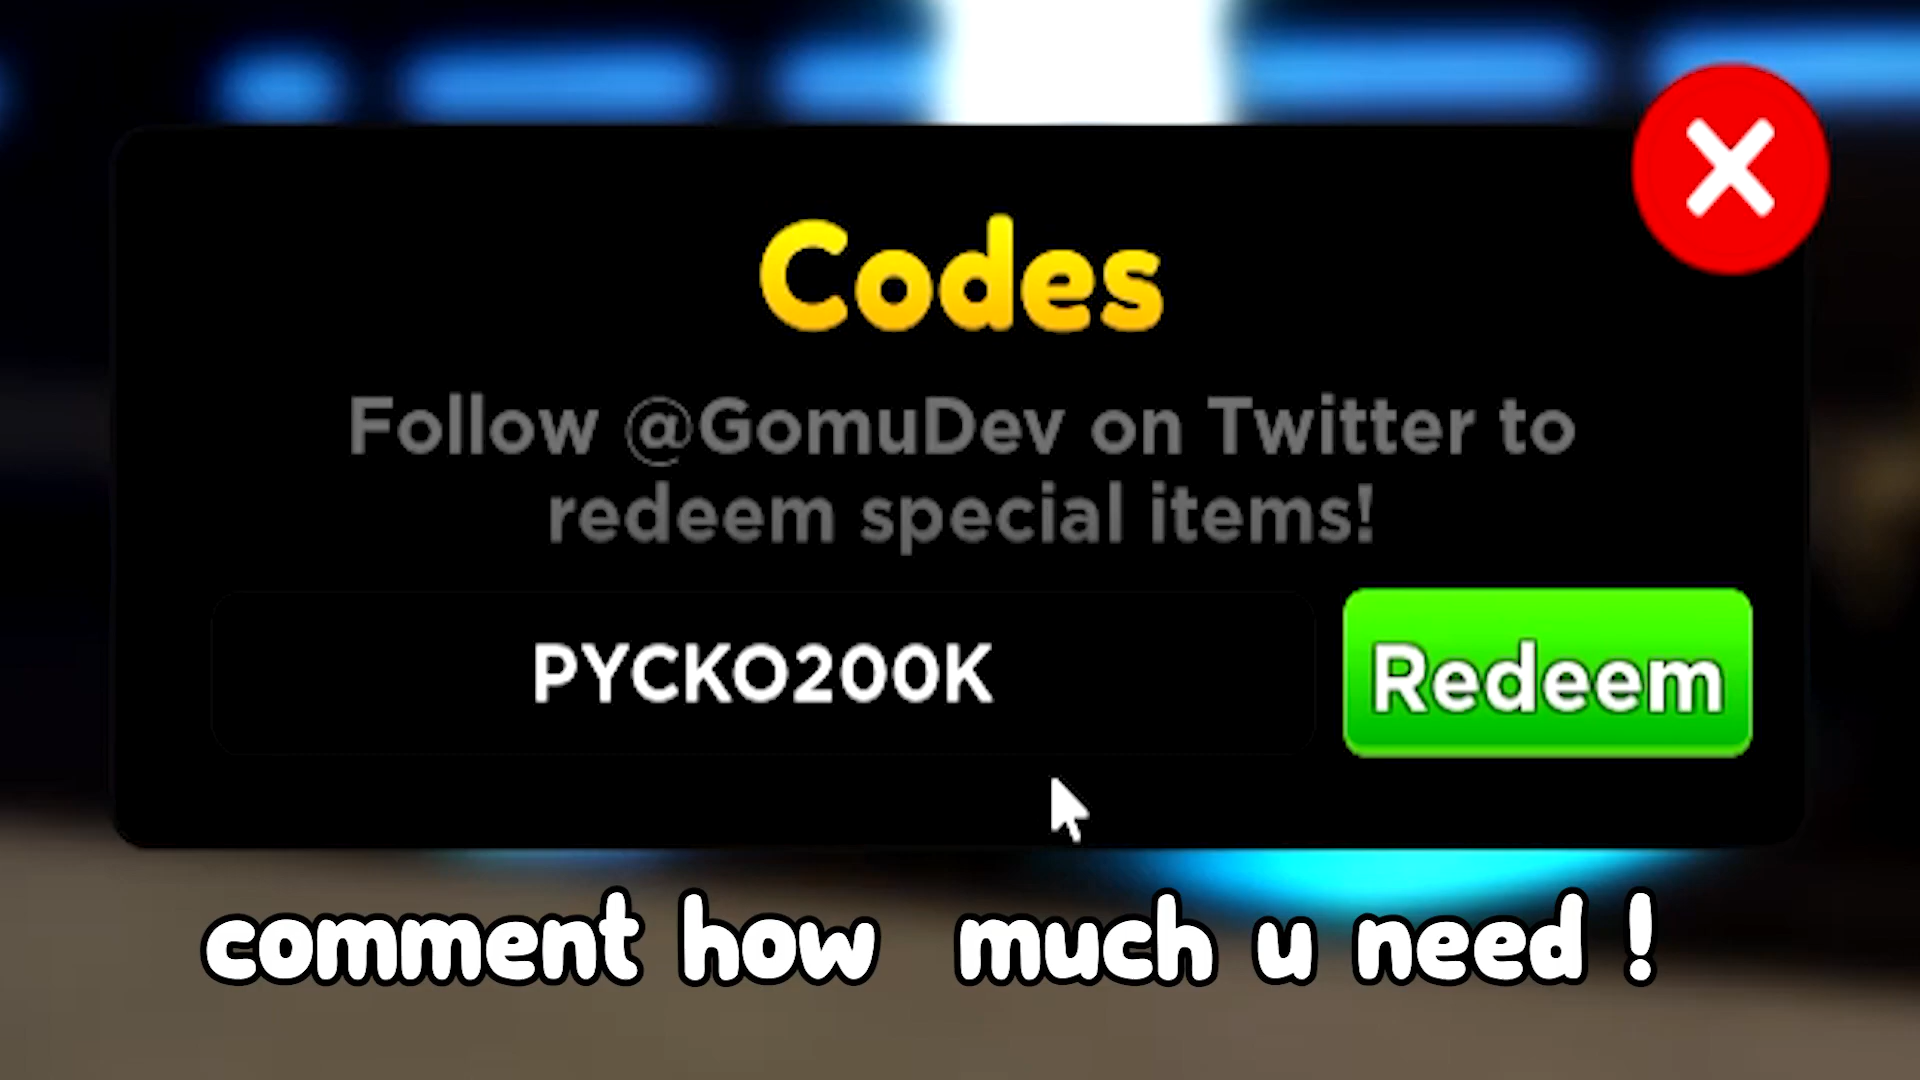 Codes
Follow @GomuDev on Twitter to
redeem special items!
PYCKO200K
Redeem
comment how much u need !